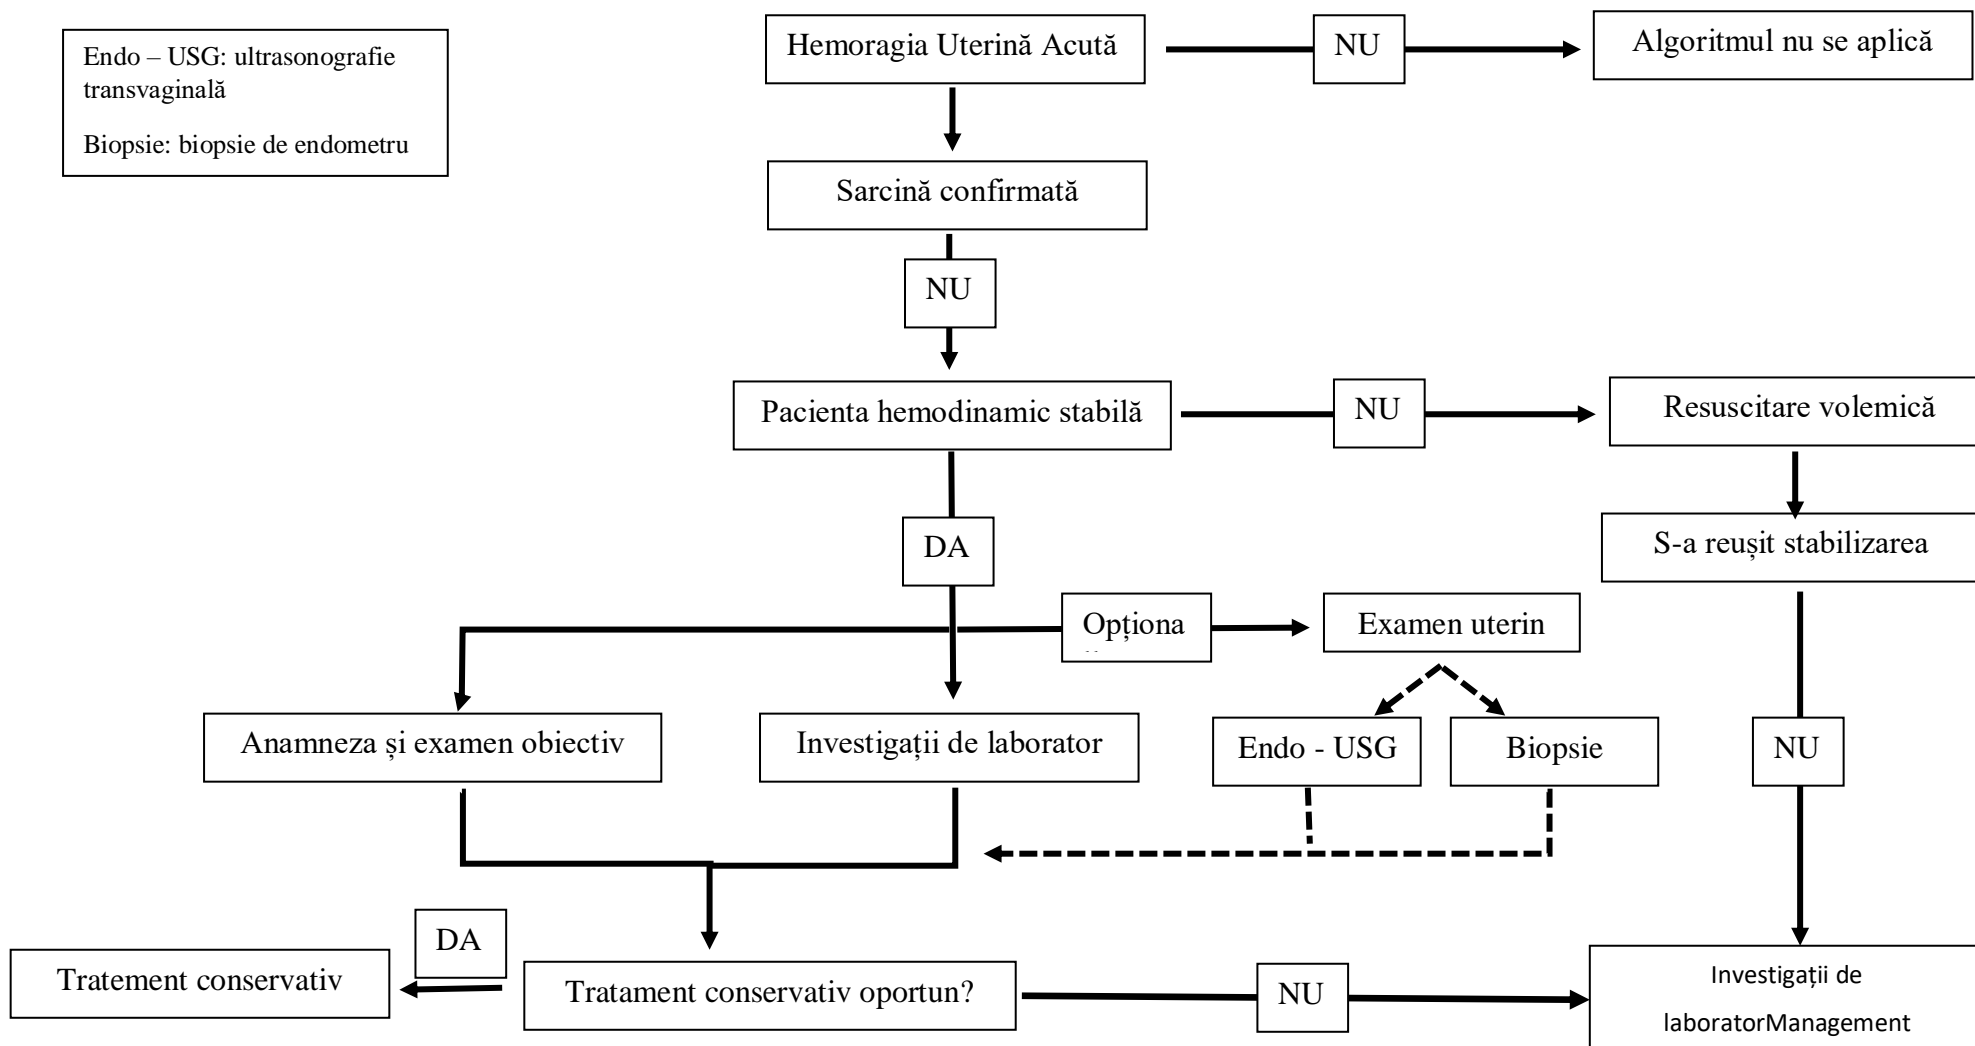 Endo – USG: ultrasonografie
transvaginală
Biopsie: biopsie de endometru
Hemoragia Uterină Acută
NU
Algoritmul nu se aplică
Sarcină confirmată
NU
Pacienta hemodinamic stabilă
NU
Resuscitare volemică
DA
S-a reușit stabilizarea
Opționa
Examen uterin
Anamneza și examen obiectiv
Investigații de laborator
Endo - USG
Biopsie
NU
DA
Tratement conservativ
Tratament conservativ oportun?
NU
Investigații de
laboratorManagement